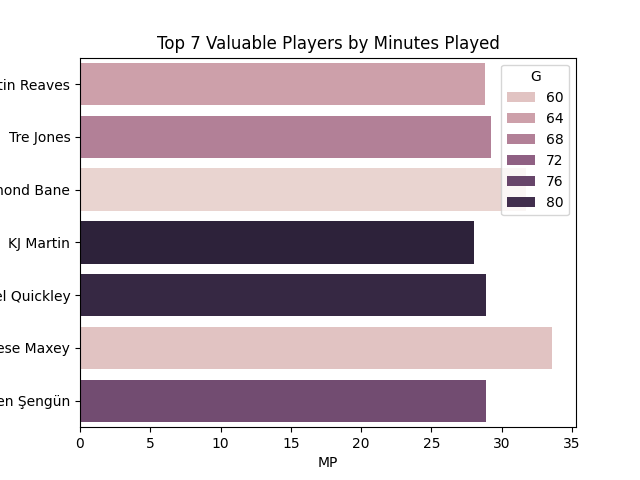 Top 7 Valuable Players by Minutes Played
tin Reaves
Tre Jones
nond Bane
KJ Martin
el Quickley
ese Maxey
en Şengün
G
60
64
68
72
76
80
0 5 10 15 20 25 30 35
MP